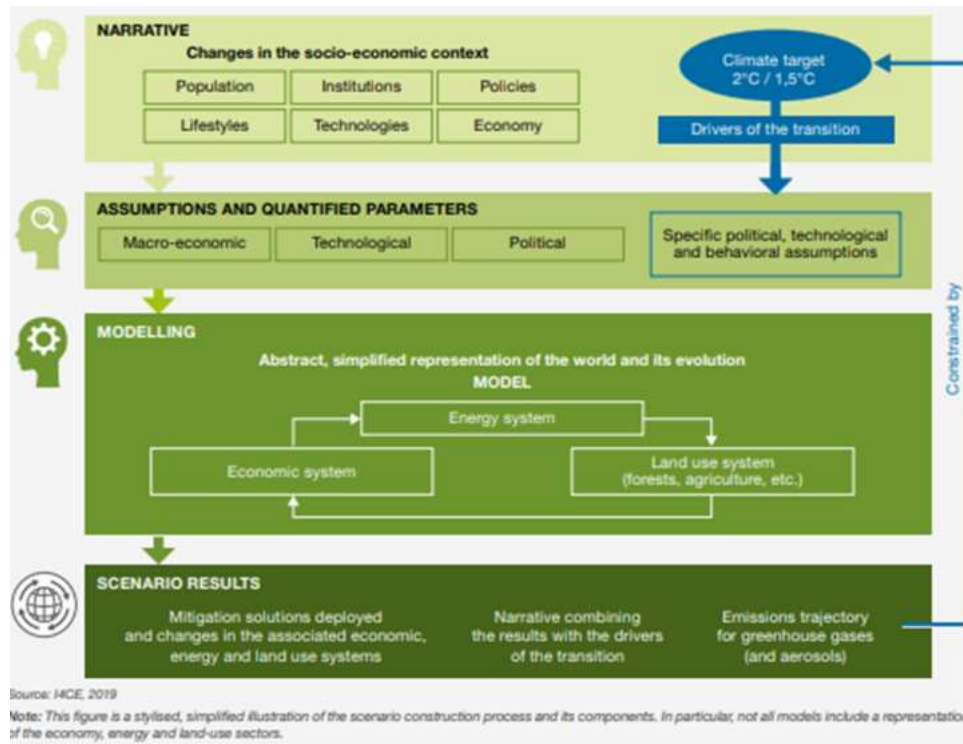 NARRATIVE
Changes in the socio-economic context
Population
Institutions
Policies
Lifestyles
Technologies
Economy
Climate target
2°C / 1,5°C
Drivers of the transition
ASSUMPTIONS AND QUANTIFIED PARAMETERS
Macro-economic
Technological
Political
Specific political, technological
and behavioral assumptions
Constrained by
MODELLING
Abstract, simplified representation of the world and its evolution
MODEL
Energy system
Economic system
Land use system
(forests, agriculture, etc.)
SCENARIO RESULTS
Mitigation solutions deployed
and changes in the associated economic,
energy and land use systems
Narrative combining
the results with the drivers
of the transition
Emissions trajectory
for greenhouse gases
(and aerosols)
Source: I4CE, 2019
Note: This figure is a stylised, simplified illustration of the scenario construction process and its components. In particular, not all models include a representatio
of the economy, energy and land-use sectors.